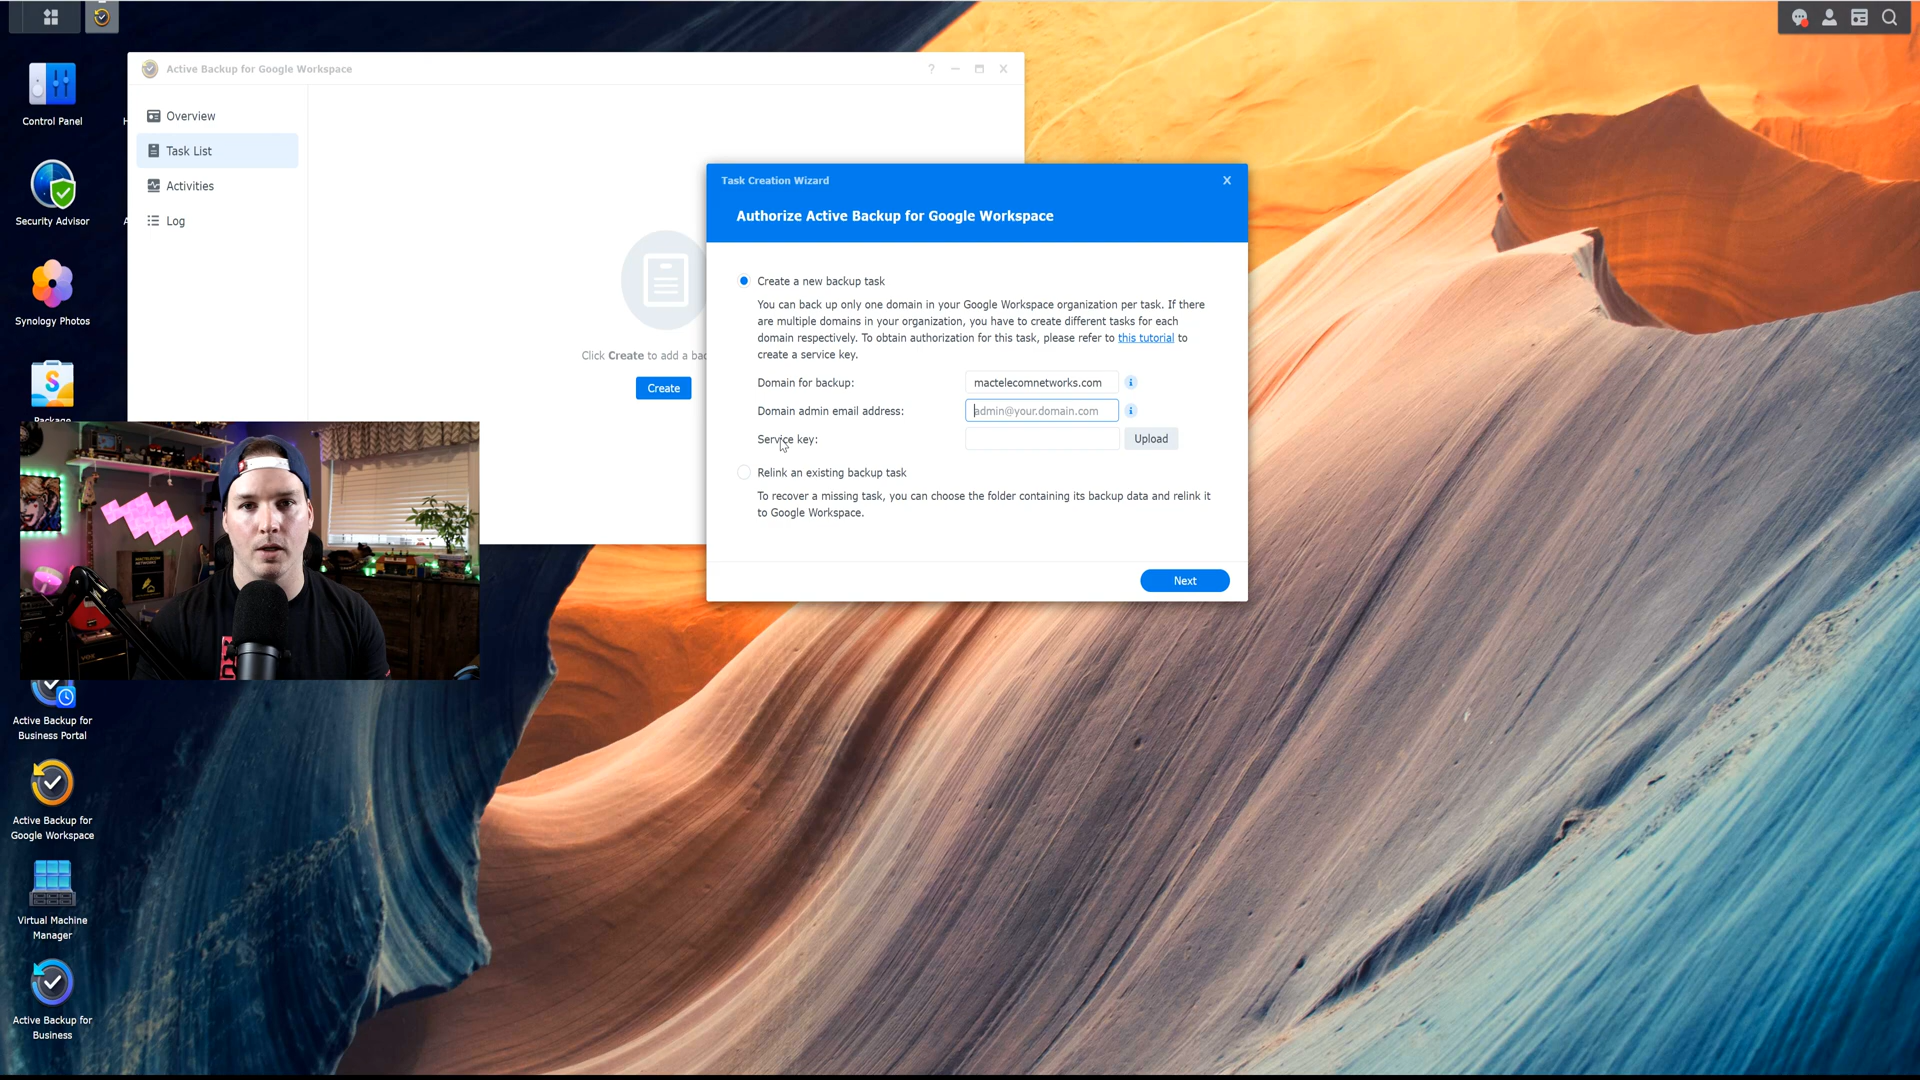 Control Panel
Security Advisor
Synology Photos
Package
Active Backup for
Business Portal
Active Backup for
Google Workspace
Virtual Machine
Manager
Active Backup for
Business
Active Backup for Google Workspace
Overview
Task List
Activities
Log
Click Create to add a bac
Create
Task Creation Wizard
Authorize Active Backup for Google Workspace
Create a new backup task
You can back up only one domain in your Google Workspace organization per task. If there
are multiple domains in your organization, you have to create different tasks for each
domain respectively. To obtain authorization for this task, please refer to this tutorial to
create a service key.
Domain for backup:
mactelecomnetworks.com
Domain admin email address:
admin@your.domain.com
Service key:
Upload
Relink an existing backup task
To recover a missing task, you can choose the folder containing its backup data and relink it
to Google Workspace.
Next